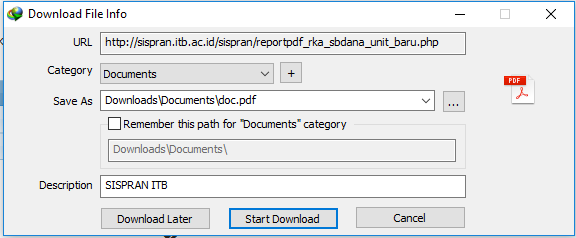 Download File Info
URL
http://sispran.itb.ac.id/sispran/reportpdf_rka_sbdana_unit_baru.php
Category
Documents
+
Save As
Downloads\Documents\doc.pdf
...
PDF
Remember this path for "Documents" category
Downloads\Documents\
Description
SISPRAN ITB
Download Later
Start Download
Cancel